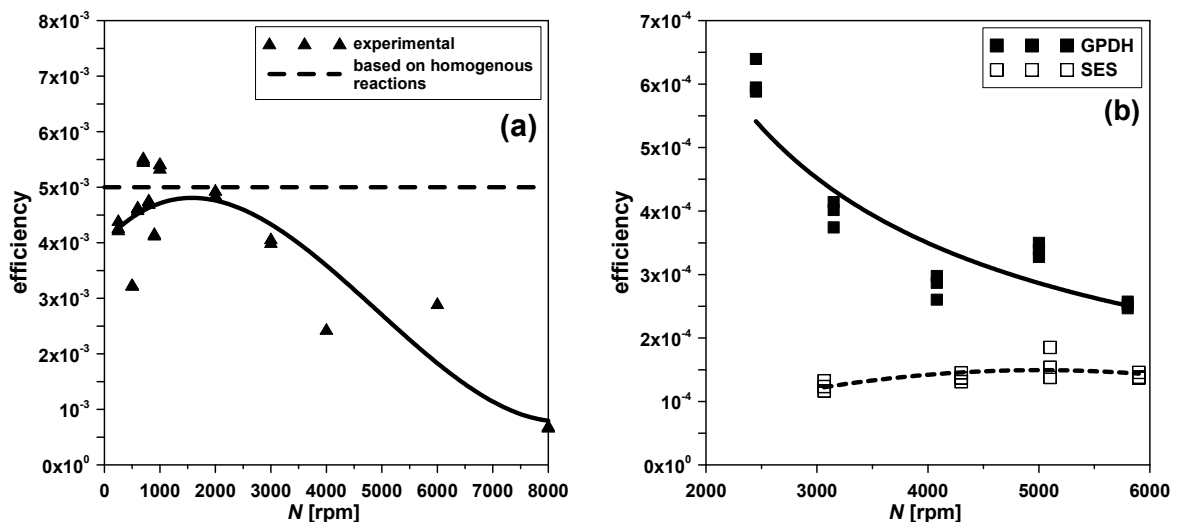 8x10⁻³
7x10⁻³
6x10⁻³
5x10⁻³
4x10⁻³
3x10⁻³
2x10⁻³
10⁻³
0x10⁰
efficiency
experimental
based on homogenous
reactions
(a)
0 1000 2000 3000 4000 5000 6000 7000 8000
N [rpm]
7x10⁻⁴
6x10⁻⁴
5x10⁻⁴
4x10⁻⁴
3x10⁻⁴
2x10⁻⁴
10⁻⁴
0x10⁰
efficiency
GPDH
SES
(b)
2000 3000 4000 5000 6000
N [rpm]